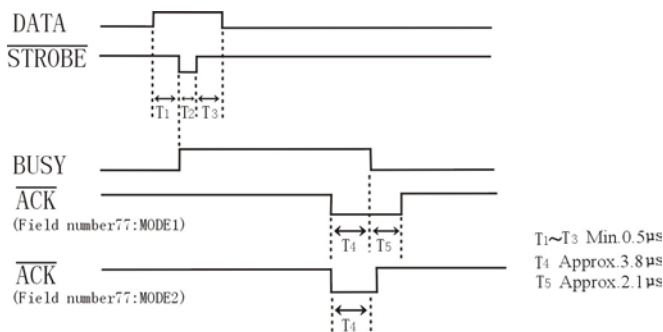 DATA
STROBE
T1 T2 T3
BUSY
ACK
(Field number77:MODE1)
T4 T5
T1~T3 Min.0.5µs
T4 Approx.3.8µs
T5 Approx.2.1µs
ACK
(Field number77:MODE2)
T4